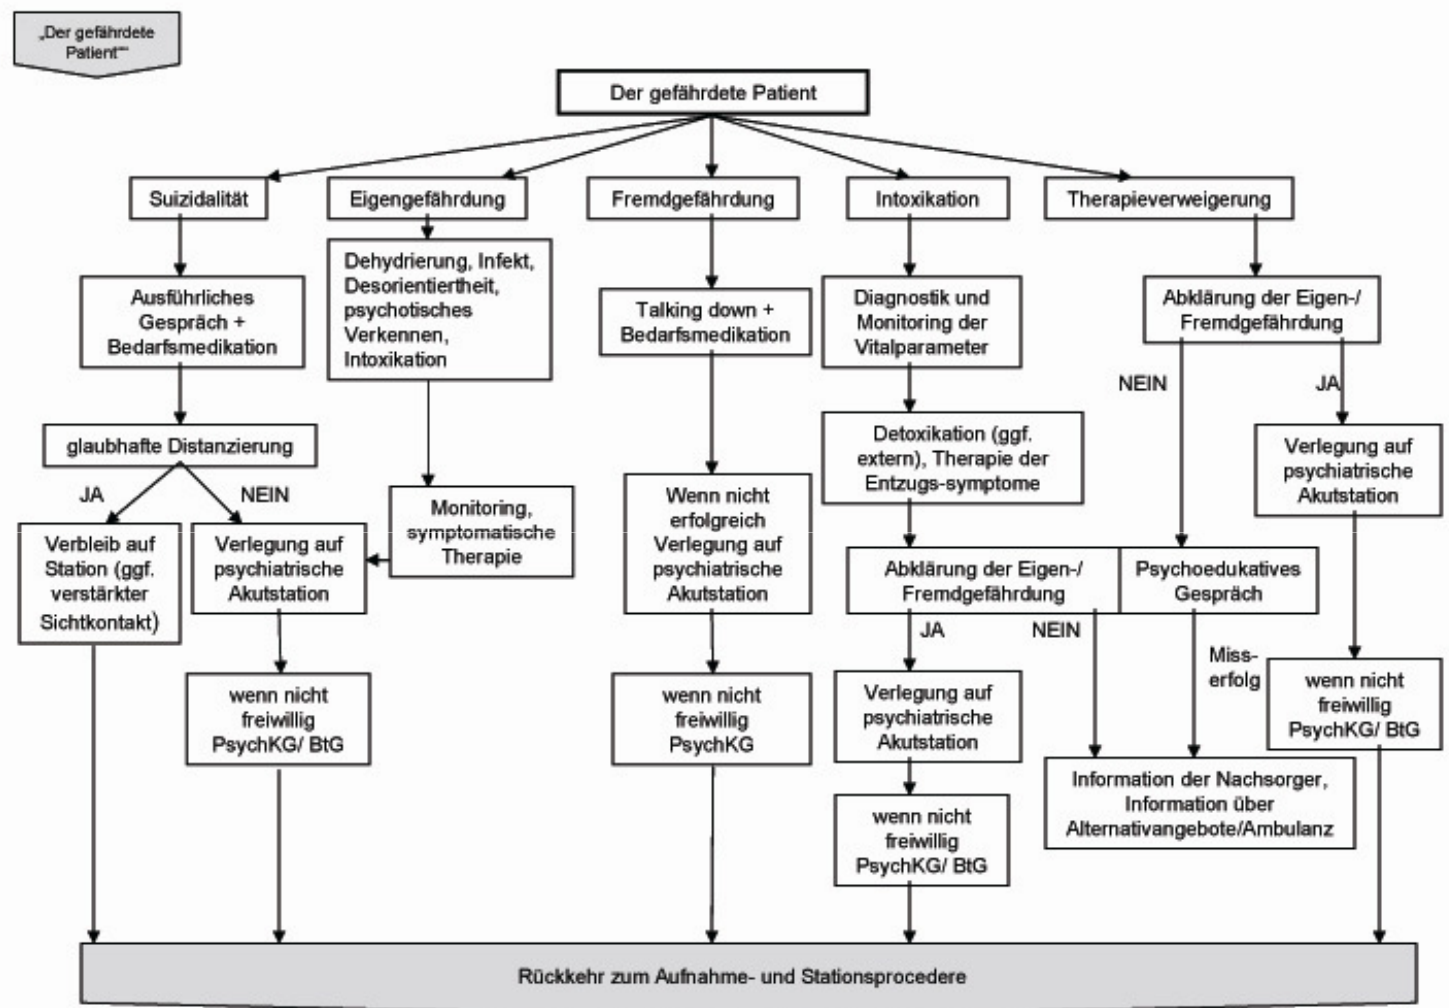 „Der gefährdete
Patient““
Der gefährdete Patient
Suizidalität
Eigengefährdung
Fremdgefährdung
Intoxikation
Therapieverweigerung
Ausführliches
Gespräch +
Bedarfsmedikation
Dehydrierung, Infekt,
Desorientiertheit,
psychotisches
Verkennen,
Intoxikation
Talking down +
Bedarfsmedikation
Diagnostik und
Monitoring der
Vitalparameter
Abklärung der Eigen-/
Fremdgefährdung
NEIN
JA
glaubhafte Distanzierung
JA
NEIN
Detoxikation (ggf.
extern), Therapie der
Entzugs-symptome
Verlegung auf
psychiatrische
Akutstation
Verbleib auf
Station (ggf.
verstärkter
Sichtkontakt)
Verlegung auf
psychiatrische
Akutstation
Monitoring,
symptomatische
Therapie
Wenn nicht
erfolgreich
Verlegung auf
psychiatrische
Akutstation
Abklärung der Eigen-/
Fremdgefährdung
Psychoedukatives
Gespräch
JA
NEIN
Miss-
erfolg
wenn nicht
freiwillig
PsychKG/ BtG
wenn nicht
freiwillig
PsychKG
Verlegung auf
psychiatrische
Akutstation
wenn nicht
freiwillig
PsychKG/ BtG
Information der Nachsorger,
Information über
Alternativangebote/Ambulanz
wenn nicht
freiwillig
PsychKG/ BtG
Rückkehr zum Aufnahme- und Stationsprocedere